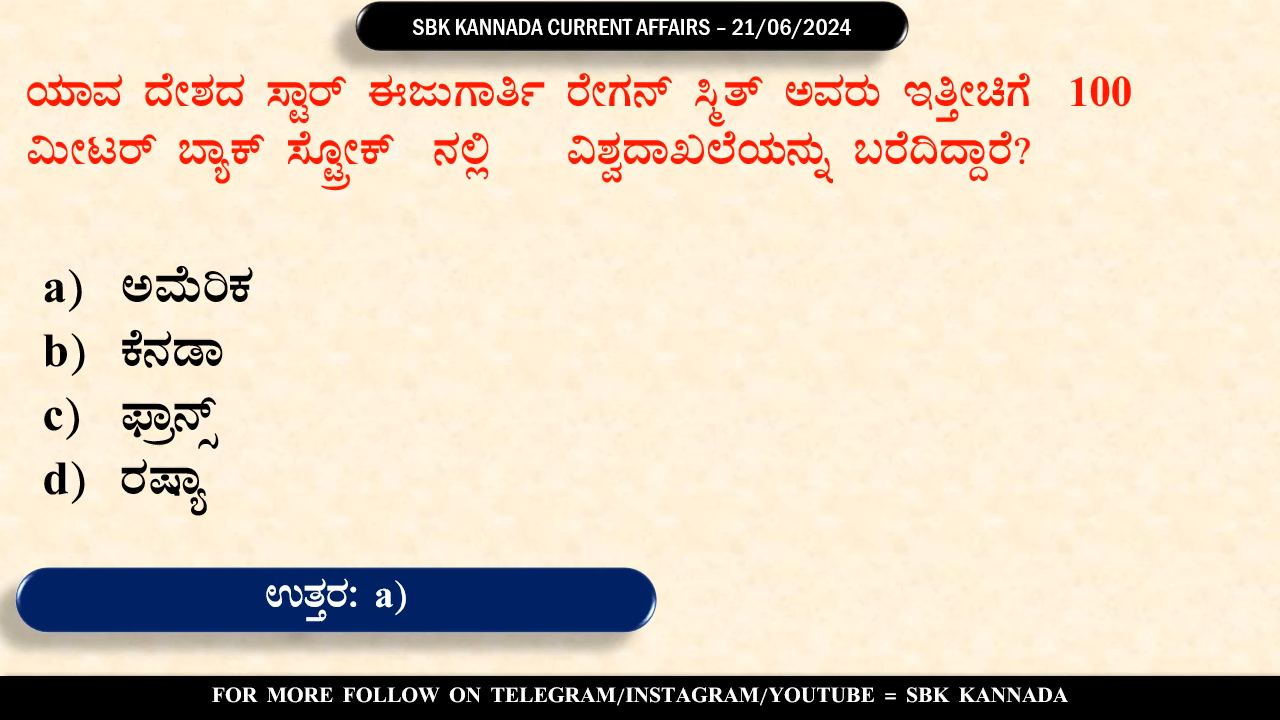 SBK KANNADA CURRENT AFFAIRS – 21/06/2024
ಯಾವ ದೇಶದ ಸ್ಟಾರ್ ಈಜುಗಾರ್ತಿ ರೇಗನ್ ಸ್ಮಿತ್ ಅವರು ಇತ್ತೀಚಿಗೆ 100
ಮೀಟರ್ ಬ್ಯಾಕ್ ಸ್ಟ್ರೋಕ್ ನಲ್ಲಿ ವಿಶ್ವದಾಖಲೆಯನ್ನು ಬರೆದಿದ್ದಾರೆ?
a) ಅಮೆರಿಕ
b) ಕೆನಡಾ
c) ಫ್ರಾನ್ಸ್
d) ರಷ್ಯಾ
ಉತ್ತರ: a)
FOR MORE FOLLOW ON TELEGRAM/INSTAGRAM/YOUTUBE = SBK KANNADA